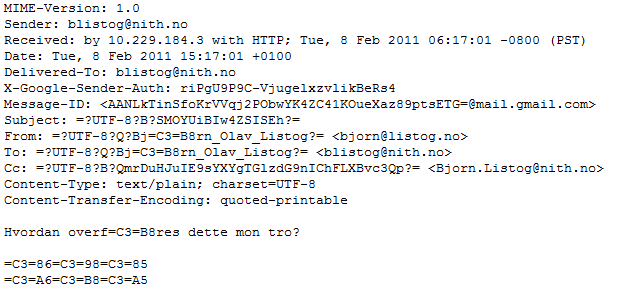 MIME-Version: 1.0
Sender: blistog@nith.no
Received: by 10.229.184.3 with HTTP; Tue, 8 Feb 2011 06:17:01 -0800 (PST)
Date: Tue, 8 Feb 2011 15:17:01 +0100
Delivered-To: blistog@nith.no
X-Google-Sender-Auth: riPgU9P9C-VjugelxzvlikBeRs4
Message-ID: <AANLkTinSfoKrVVqj2PObwYK4ZC41KOueXaz89ptsETG=@mail.gmail.com>
Subject: =?UTF-8?B?SMOYUiBIw4ZSISEh?=
From: =?UTF-8?Q?Bj=C3=B8rn_Olav_Listog?= <bjorn@listog.no>
To: =?UTF-8?Q?Bj=C3=B8rn_Olav_Listog?= <blistog@nith.no>
Cc: =?UTF-8?B?QmrDuHJuIE9sYXYgTGlzdG9nIChFLXBvc3Qp?= <Bjorn.Listog@nith.no>
Content-Type: text/plain; charset=UTF-8
Content-Transfer-Encoding: quoted-printable

Hvordan overf=C3=B8res dette mon tro?

=C3=86=C3=98=C3=85
=C3=A6=C3=B8=C3=A5